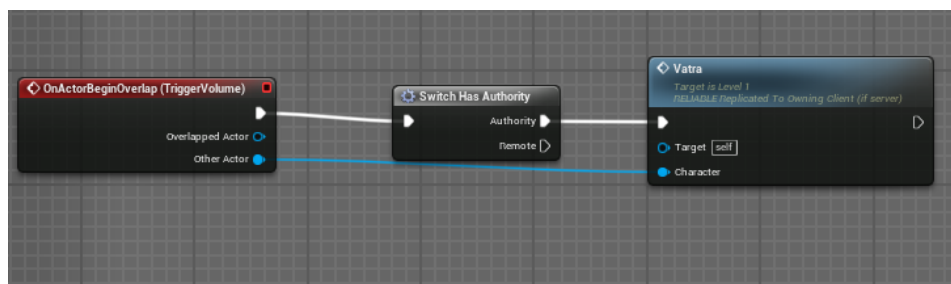 OnActorBeginOverlap (TriggerVolume)
Overlapped Actor
Other Actor
Switch Has Authority
Authority
Remote
Vatra
Target is Level 1
RELIABLE Replicated To Owning Client (if server)
Target self
Character